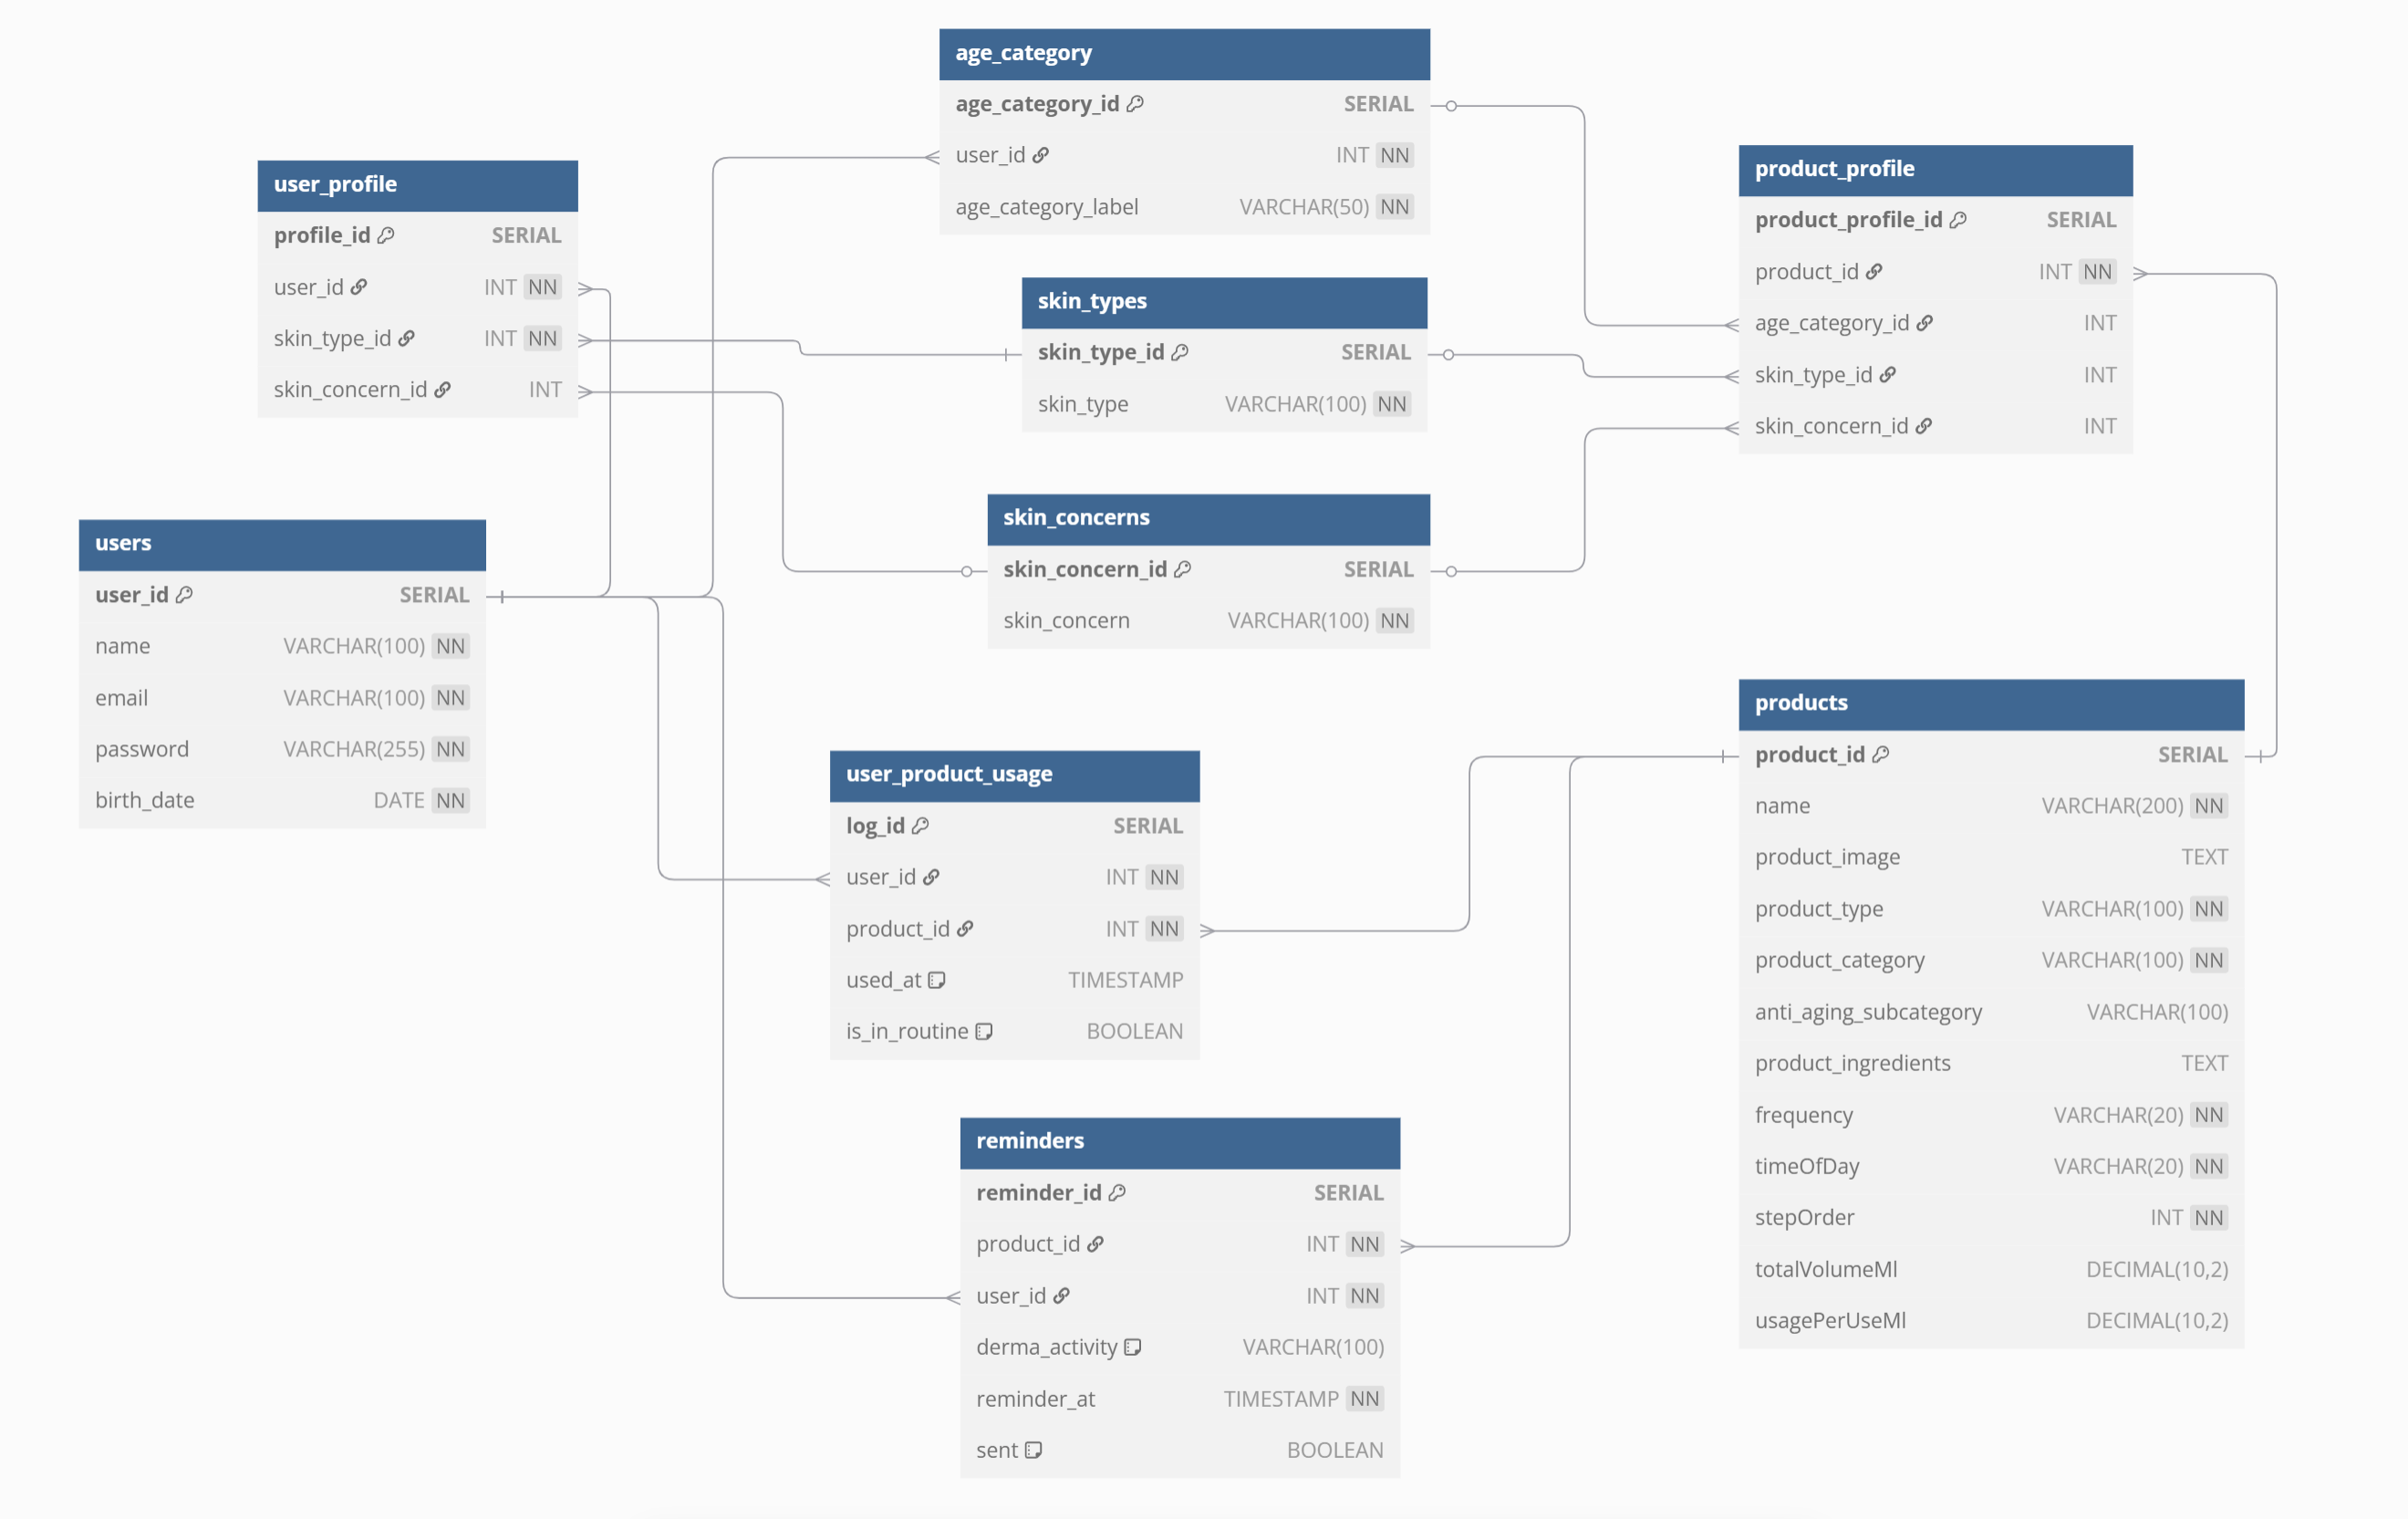 age_category
age_category_id SERIAL
user_id INT NN
age_category_label VARCHAR(50) NN
user_profile
profile_id SERIAL
user_id INT NN
skin_type_id INT NN
skin_concern_id INT
product_profile
product_profile_id SERIAL
product_id INT NN
age_category_id INT
skin_type_id INT
skin_concern_id INT
skin_types
skin_type_id SERIAL
skin_type VARCHAR(100) NN
skin_concerns
skin_concern_id SERIAL
skin_concern VARCHAR(100) NN
users
user_id SERIAL
name VARCHAR(100) NN
email VARCHAR(100) NN
password VARCHAR(255) NN
birth_date DATE NN
products
product_id SERIAL
name VARCHAR(200) NN
product_image TEXT
product_type VARCHAR(100) NN
product_category VARCHAR(100) NN
anti_aging_subcategory VARCHAR(100)
product_ingredients TEXT
frequency VARCHAR(20) NN
timeOfDay VARCHAR(20) NN
stepOrder INT NN
totalVolumeMl DECIMAL(10,2)
usagePerUseMl DECIMAL(10,2)
user_product_usage
log_id SERIAL
user_id INT NN
product_id INT NN
used_at TIMESTAMP
is_in_routine BOOLEAN
reminders
reminder_id SERIAL
product_id INT NN
user_id INT NN
derma_activity VARCHAR(100)
reminder_at TIMESTAMP NN
sent BOOLEAN